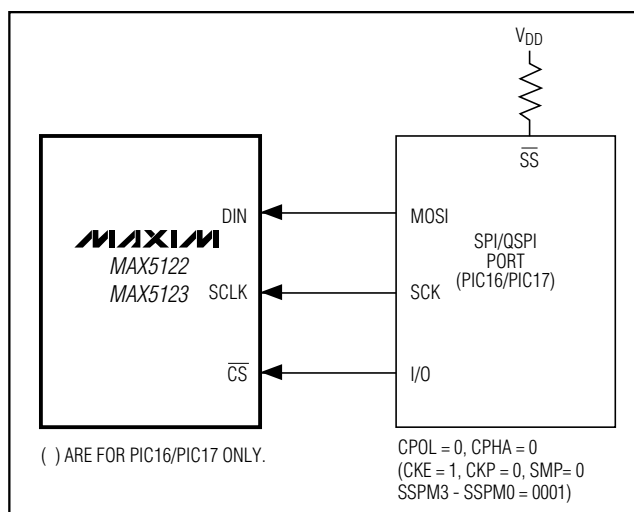 VDD
SS
DIN
MOSI
MAXIM
SPI/QSPI
PORT
(PIC16/PIC17)
MAX5122
MAX5123
SCLK
SCK
CS
I/O
( ) ARE FOR PIC16/PIC17 ONLY.
CPOL = 0, CPHA = 0
(CKE = 1, CKP = 0, SMP= 0
SSPM3 - SSPM0 = 0001)